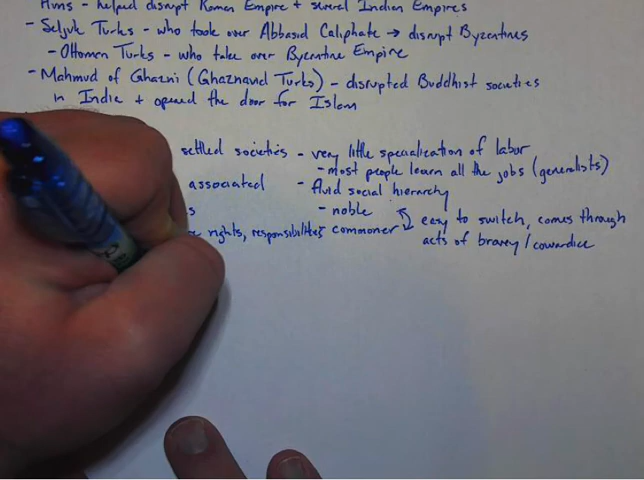 Huns - helped disrupt Roman Empire + several Indian Empires
- Seljuk Turks - who took over Abbasid Caliphate → disrupt Byzantines
- Ottoman Turks - who take over Byzantine Empire
- Mahmud of Ghazni (Ghaznavid Turks) - disrupted Buddhist societies
in India + opened the door for Islam
settled societies - very little specialization of labor
- most people learn all the jobs (generalists)
associated - fluid social hierarchy
s - noble
rights, responsibilities commoner
easy to switch, comes through
acts of bravery/cowardice